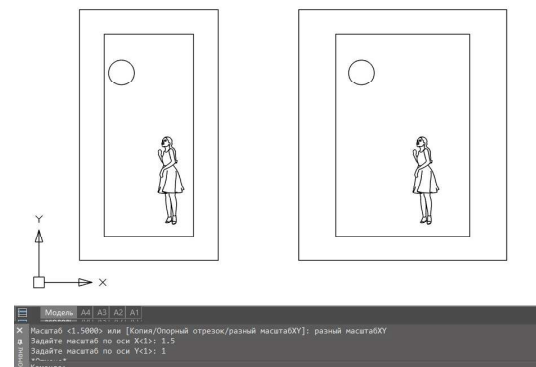 Y
X
Модель A4 A3 A2 A1
Масштаб <1.5000> или [Копия/Опорный отрезок/разный масштабXY]: разный масштабXY
Задайте масштаб по оси X<1>: 1.5
Задайте масштаб по оси Y<1>: 1